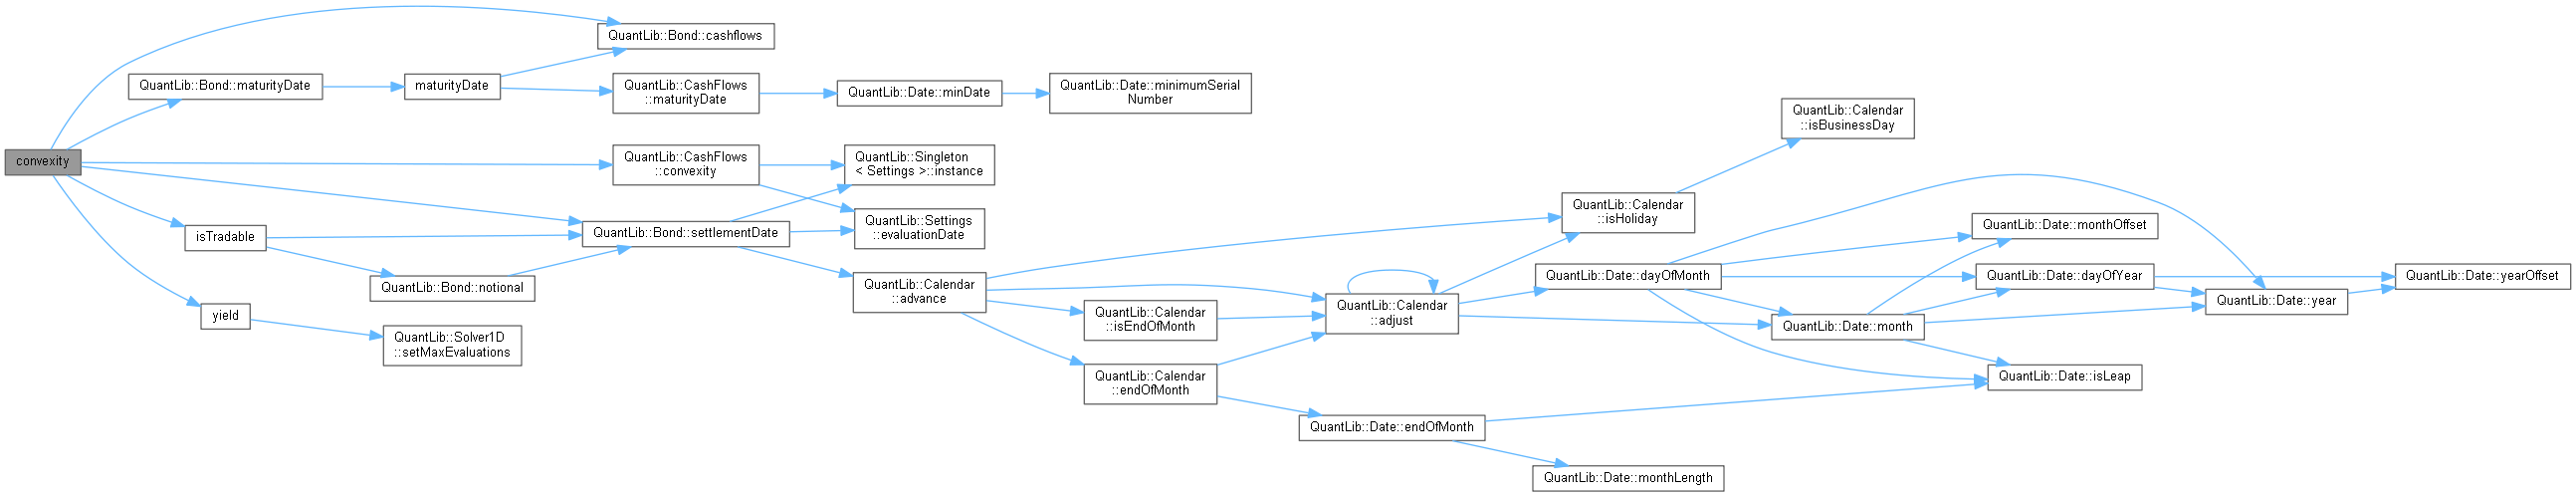 convexity
QuantLib::Bond::cashflows
QuantLib::Bond::maturityDate
maturityDate
QuantLib::CashFlows
::maturityDate
QuantLib::Date::minDate
QuantLib::Date::minimumSerial
Number
QuantLib::CashFlows
::convexity
QuantLib::Singleton
< Settings >::instance
QuantLib::Settings
::evaluationDate
isTradable
QuantLib::Bond::settlementDate
QuantLib::Bond::notional
yield
QuantLib::Solver1D
::setMaxEvaluations
QuantLib::Calendar
::advance
QuantLib::Calendar
::isEndOfMonth
QuantLib::Calendar
::endOfMonth
QuantLib::Calendar
::adjust
QuantLib::Date::endOfMonth
QuantLib::Calendar
::isHoliday
QuantLib::Calendar
::isBusinessDay
QuantLib::Date::dayOfMonth
QuantLib::Date::month
QuantLib::Date::monthOffset
QuantLib::Date::dayOfYear
QuantLib::Date::year
QuantLib::Date::yearOffset
QuantLib::Date::isLeap
QuantLib::Date::monthLength